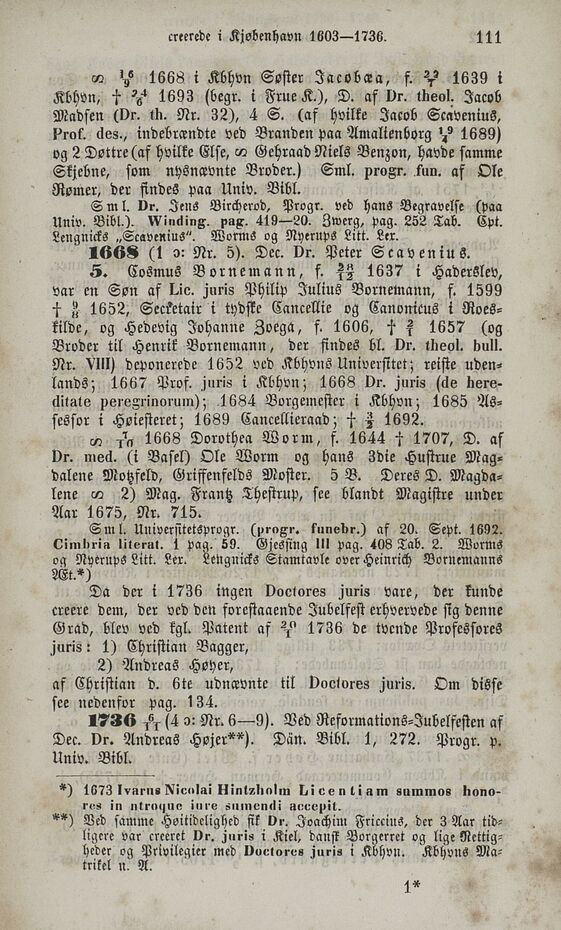 creerede i Kjøbenhavn 1603—1736. 111
∞ 16/9 1668 i Kbhvn Søster Jacobæa, f. 23/7 1639 i
Kbhvn, † 24/6 1693 (begr. i Frue K.), D. af Dr. theol. Jacob
Madsen (Dr. th. Nr. 32), 4 S. (af hvilke Jacob Scavenius,
Prof. des., indebrændte ved Branden paa Amalienborg 19/4 1689)
og 2 Døttre (af hvilke Else, ∞ Gehraad Niels Benzon, havde samme
Skjebne, som nysnævnte Broder.) Sml. progr. fun. af Ole
Rømer, der findes paa Univ. Bibl.
Sml. Dr. Jens Bircherod, Progr. ved hans Begravelse (paa
Univ. Bibl.). Winding. pag. 419—20. Zwerg, pag. 252 Tab. Cpt.
Lengnicks „Scavenius“. Worms og Nyerups Litt. Lex.
1668 (1 ɔ: Nr. 5). Dec. Dr. Peter Scavenius.
5. Cosmus Bornemann, f. 28/12 1637 i Haderslev,
var en Søn af Lic. juris Philip Julius Bornemann, f. 1599
† 9/8 1652, Secretair i tydske Cancellie og Canonicus i Roes-
kilde, og Hedevig Johanne Zoega, f. 1606, † 2/1 1657 (og
Broder til Henrik Bornemann, der findes bl. Dr. theol. bull.
Nr. VIII) deponerede 1652 ved Kbhvns Universitet; reiste uden-
lands; 1667 Prof. juris i Kbhvn; 1668 Dr. juris (de here-
ditate peregrinorum); 1684 Borgemester i Kbhvn; 1685 As-
sessor i Høiesteret; 1689 Cancellieraad; † 3/2 1692.
∞ 7/10 1668 Dorothea Worm, f. 1644 † 1707, D. af
Dr. med. (i Basel) Ole Worm og hans 3die Hustrue Mag-
dalene Motzfeld, Griffenfelds Moster. 5 B. Deres D. Magda-
lene ∞ 2) Mag. Frantz Thestrup, see blandt Magistre under
Aar 1675, Nr. 715.
Sml. Universitetsprogr. (progr. funebr.) af 20. Sept. 1692.
Cimbria literat. 1 pag. 59. Gjessing III pag. 408 Tab. 2. Worms
og Nyerups Litt. Lex. Lengnicks Stamtavle over Heinrich Bornemanns
Æt.*)
Da der i 1736 ingen Doctores juris vare, der kunde
creere dem, der ved den forestaaende Jubelfest erhvervede sig denne
Grad, blev ved kgl. Patent af 20/1 1736 de tvende Professores
juris: 1) Christian Bagger,
2) Andreas Høyer,
af Christian d. 6te udnævnte til Doctores juris. Om disse
see nedenfor pag. 134.
1736 6/11 (4 ɔ: Nr. 6—9). Ved Reformations-Jubelfesten af
Dec. Dr. Andreas Højer**). Dän. Bibl. 1, 272. Progr. p.
Univ. Bibl.
*) 1673 Ivarus Nicolai Hintzholm Licentiam summos hono-
res in utroque iure sumendi accepit.
**) Ved samme Høitidelighed fik Dr. Joachim Friccius, der 3 Aar tid-
ligere var creeret Dr. juris i Kiel, dansk Borgerret og lige Rettig-
heder og Privilegier med Doctores juris i Kbhvn. Kbhvns Ma-
trikel n. A.
1*